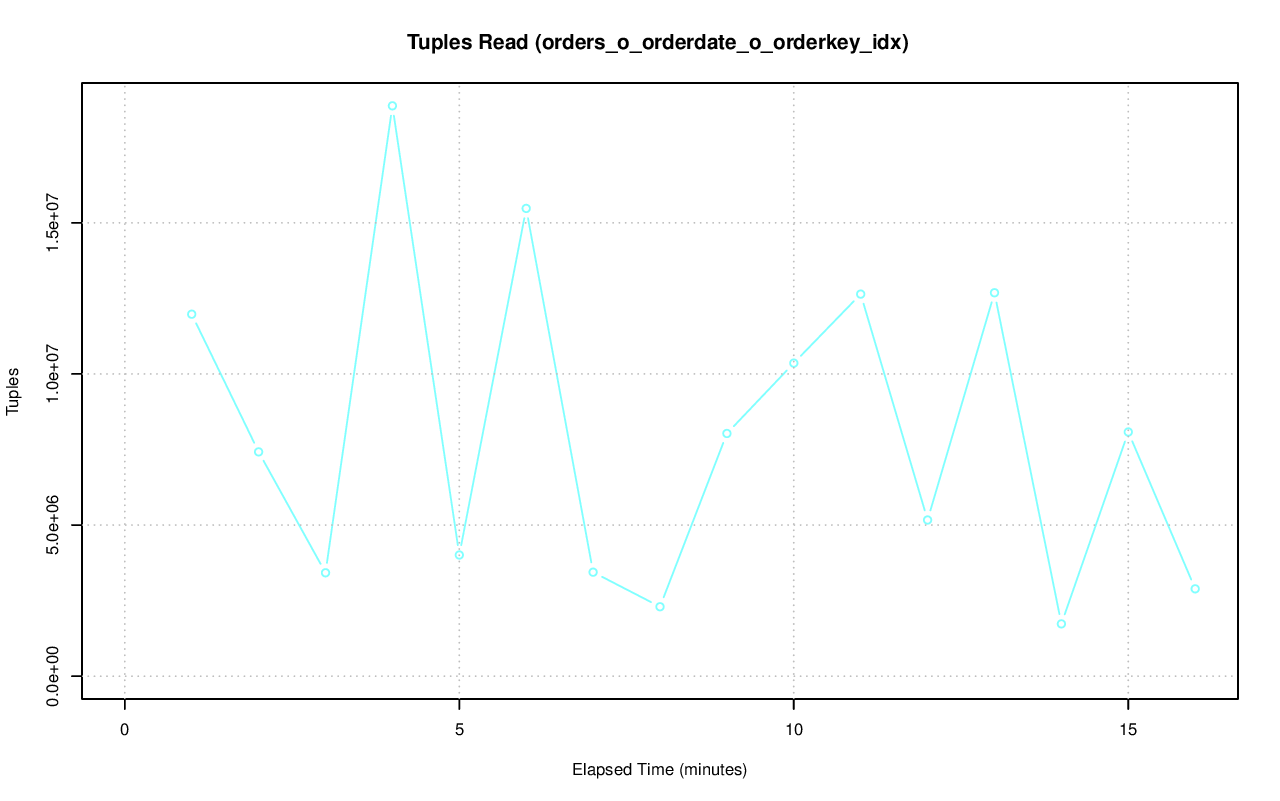 Tuples Read (orders_o_orderdate_o_orderkey_idx)
Tuples
1.5e+07
1.0e+07
5.0e+06
0.0e+00
0 5 10 15
Elapsed Time (minutes)